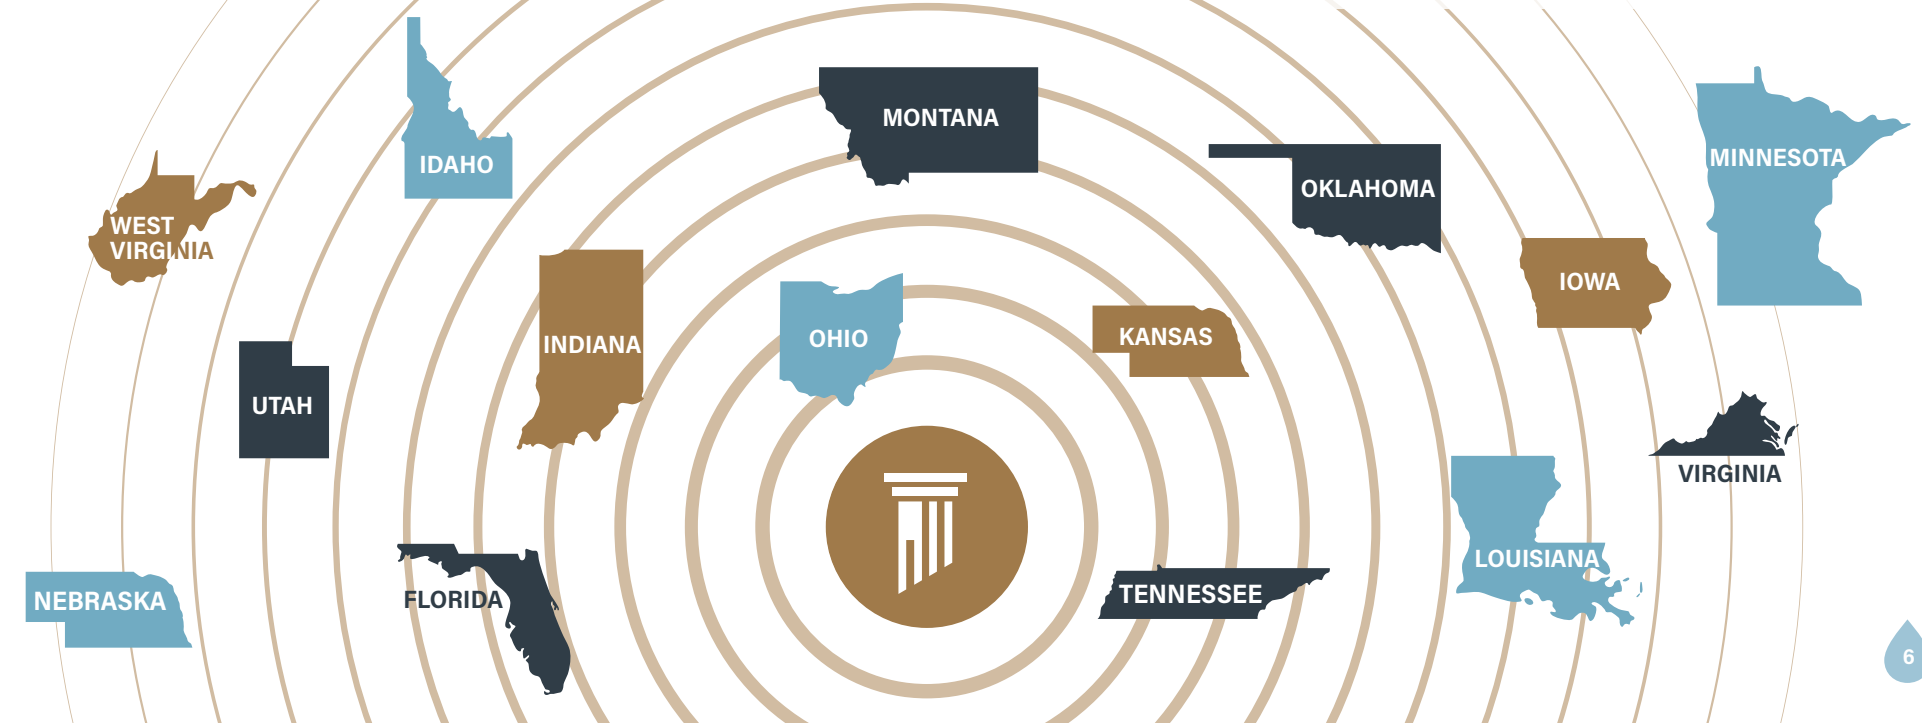 MONTANA
MINNESOTA
IDAHO
OKLAHOMA
WEST
VIRGINIA
IOWA
OHIO
KANSAS
INDIANA
UTAH
VIRGINIA
LOUISIANA
TENNESSEE
FLORIDA
NEBRASKA
6